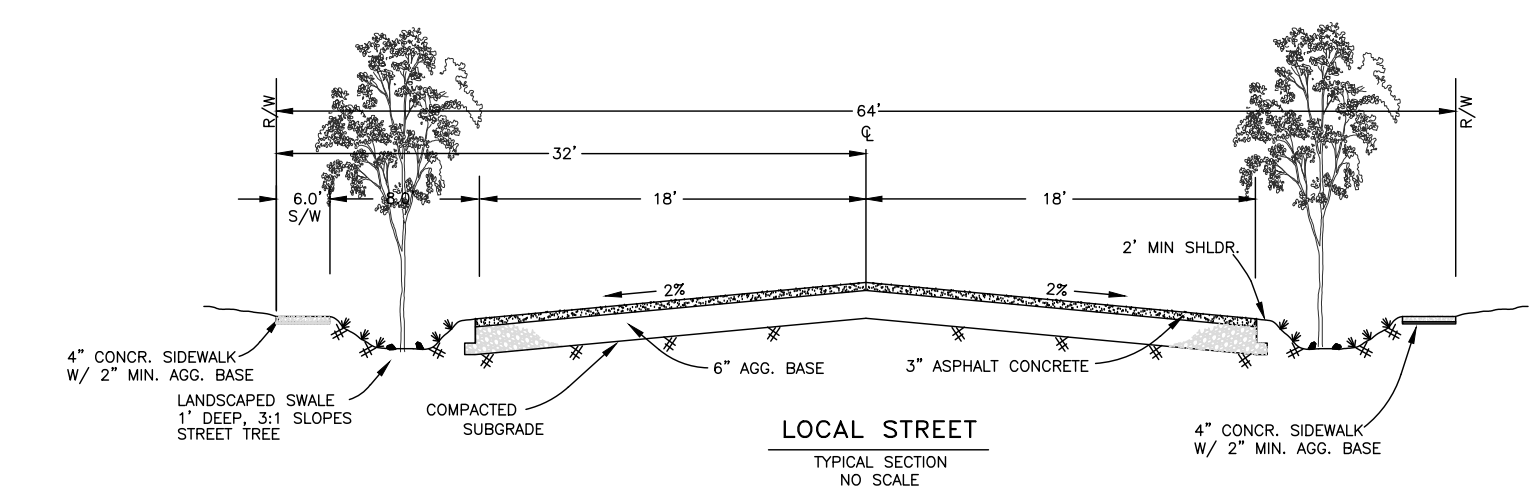 64'
R/W
R/W
℄
32'
6.0'
S/W
8.0
18'
18'
2' MIN SHLDR.
2%
2%
4" CONCR. SIDEWALK
W/ 2" MIN. AGG. BASE
6" AGG. BASE
3" ASPHALT CONCRETE
LANDSCAPED SWALE
1' DEEP, 3:1 SLOPES
STREET TREE
COMPACTED
SUBGRADE
4" CONCR. SIDEWALK
W/ 2" MIN. AGG. BASE
LOCAL STREET
TYPICAL SECTION
NO SCALE